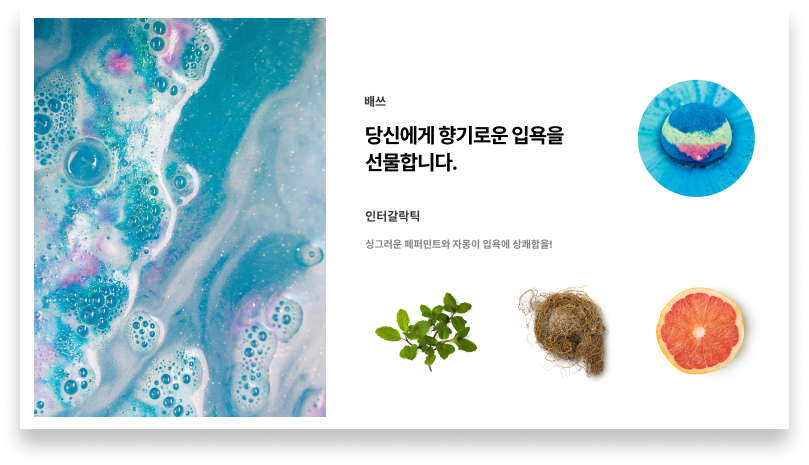 배쓰
당신에게 향기로운 입욕을
선물합니다.
인터갈락틱
싱그러운 페퍼민트와 자몽이 입욕에 상쾌함을!